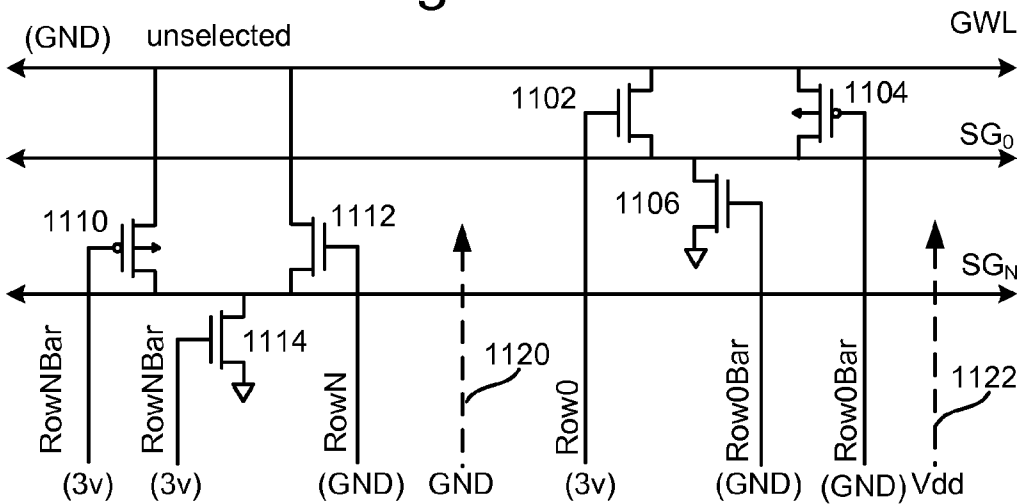 g
(GND) unselected GWL
1102 1104
SG₀
1106
1110 1112
SG_N
1114
1120
1122
RowNBar
RowNBar
RowN
Row0
Row0Bar
Row0Bar
(3v) (3v) (GND) GND (3v) (GND) (GND) Vdd